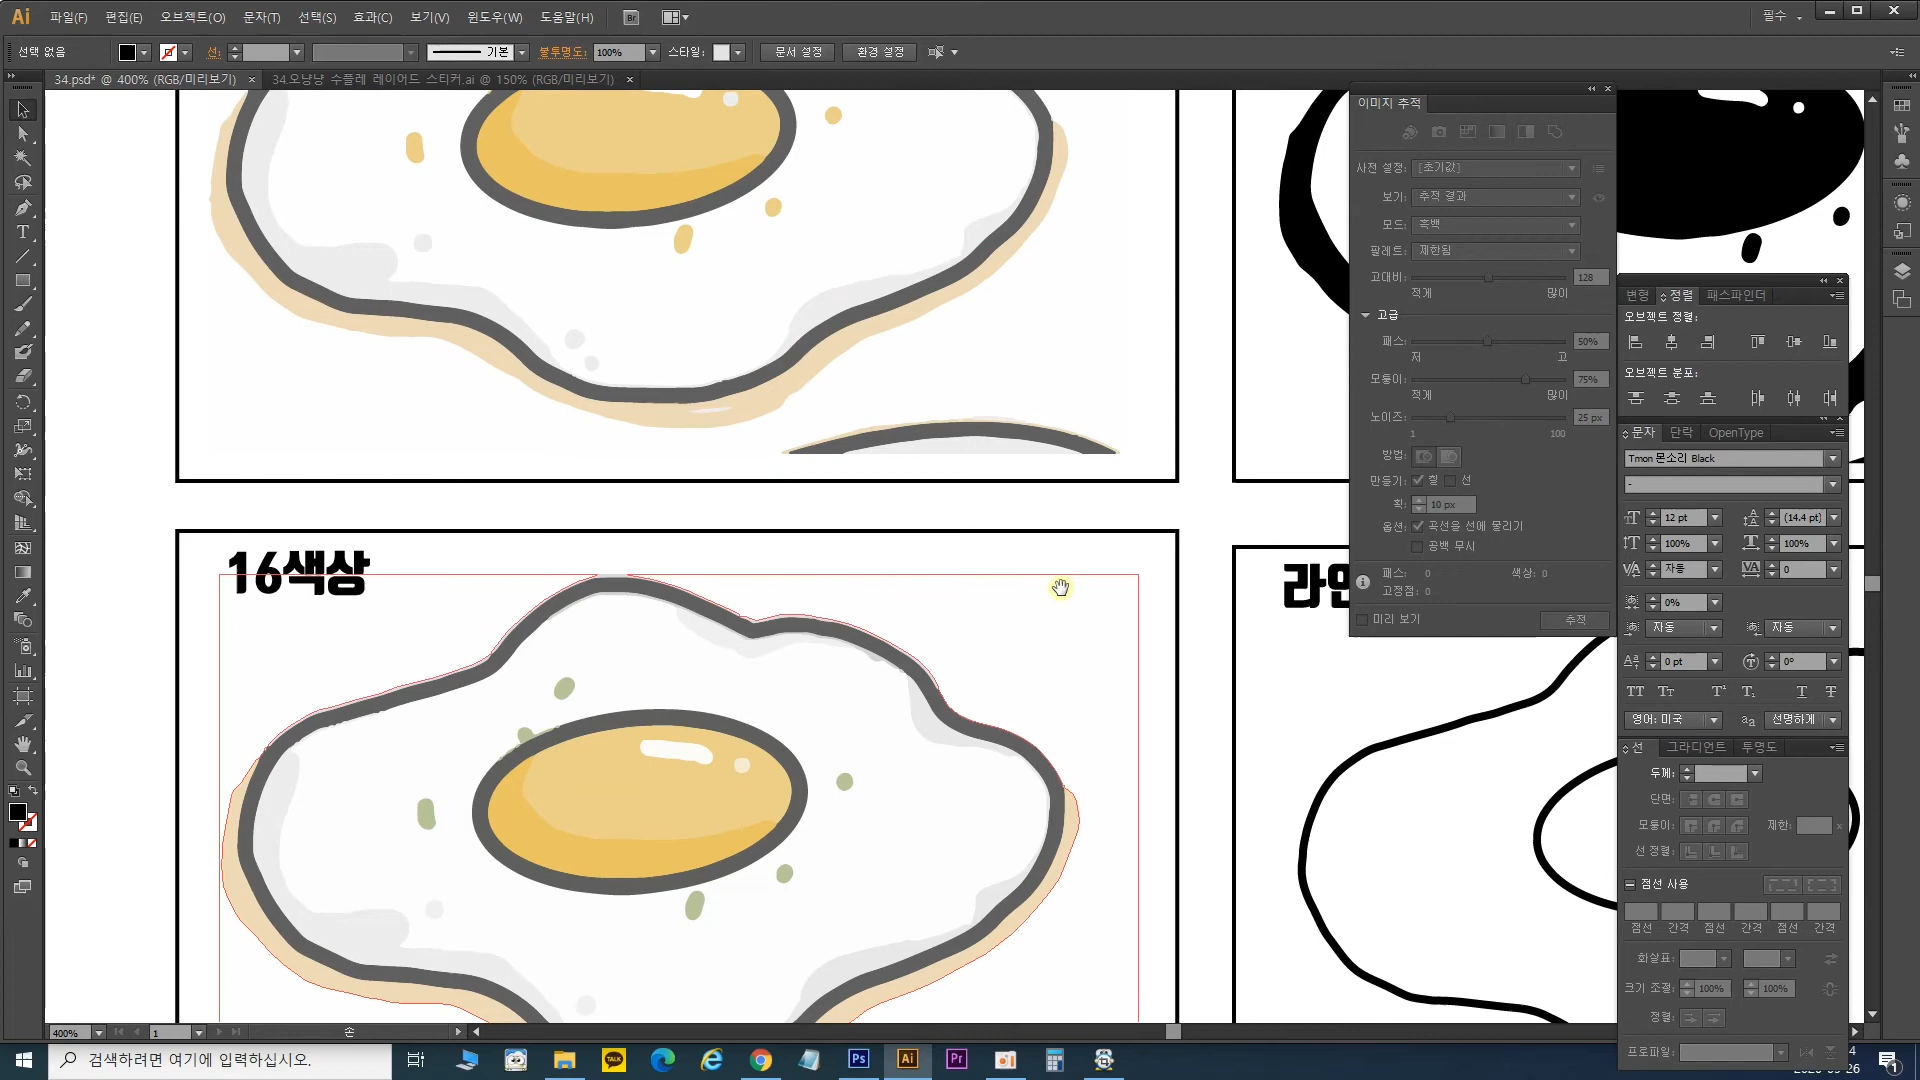 Ai 파일(F) 편집(E) 오브젝트(O) 문자(T) 선택(S) 효과(C) 보기(V) 윈도우(W) 도움말(H) Br 필수
선택 없음 선: 기본 불투명도: 100% 스타일: 문서 설정 환경 설정
34.psd* @ 400% (RGB/미리보기) × 34.오냥냥 수플레 레이어드 스티커.ai @ 150% (RGB/미리보기) ×
이미지 추적
사전 설정: [초기값]
보기: 추적 결과
모드: 흑백
팔레트: 제한됨
고대비: 128
적게 많이
고급
패스: 50%
저 고
모퉁이: 75%
적게 많이
노이즈: 25 px
1 100
방법:
만들기: 칠 선
획: 10 px
옵션: 곡선을 선에 물리기
공백 무시
패스: 0 색상: 0
고정점: 0
미리 보기 추적
변형 정렬 패스파인더
오브젝트 정렬:
오브젝트 분포:
문자 단락 OpenType
Tmon 몬소리 Black
-
12 pt (14.4 pt)
100% 100%
자동 0
0%
자동 자동
0 pt 0°
영어: 미국 선명하게
선 그라디언트 투명도
두께:
단면:
모퉁이: 제한: x
선 정렬:
점선 사용
점선 간격 점선 간격 점선 간격
화살표:
크기 조절: 100% 100%
정렬:
프로파일:
16색상
400% 1 손
검색하려면 여기에 입력하십시오.
TALK Ps Ai Pr
1